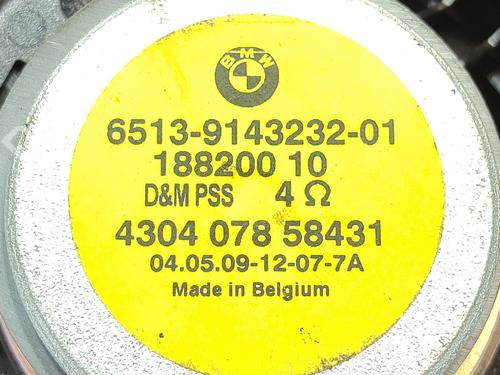 BMW
6513-9143232-01
188200 10
D&M PSS 4 Ω
4304 078 58431
04.05.09-12-07-7A
Made in Belgium